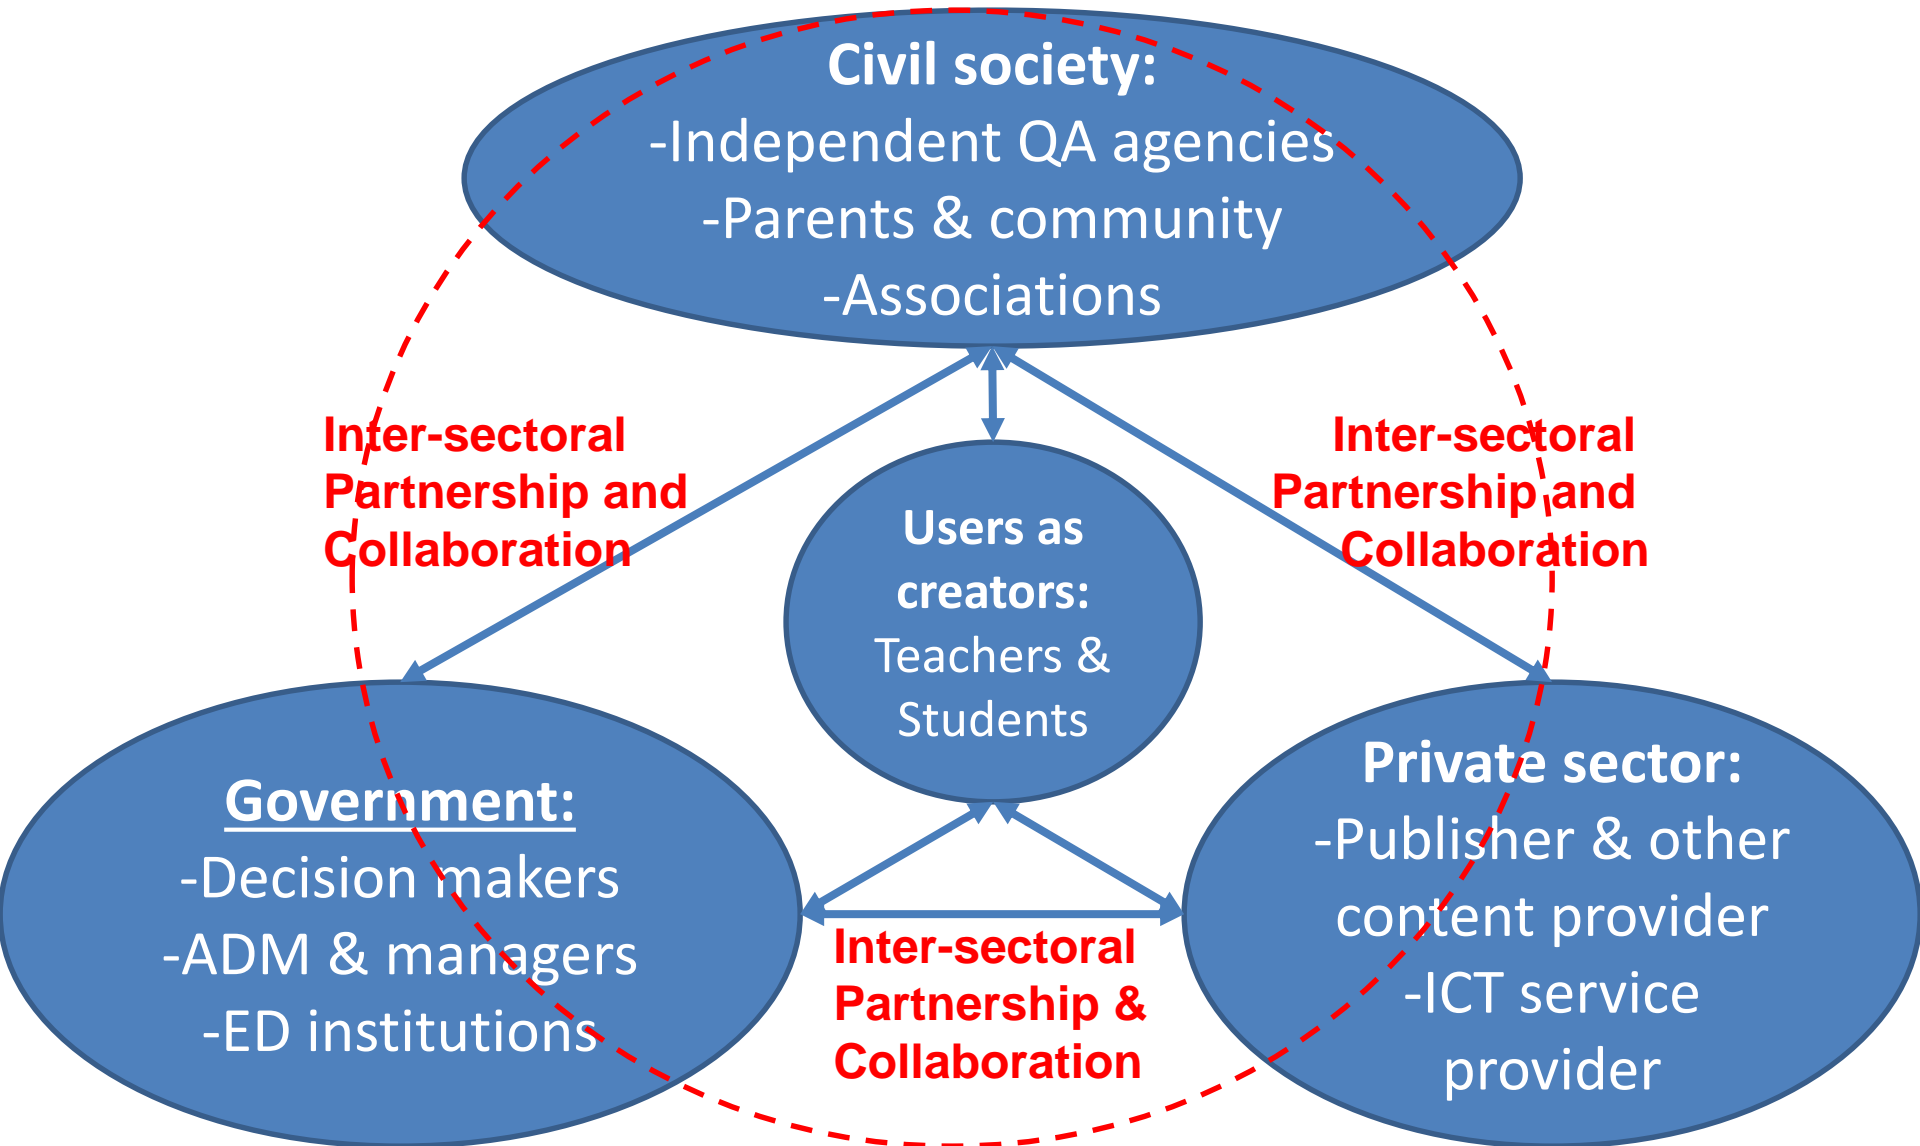 Civil society:
-Independent QA agencies
-Parents & community
-Associations
Inter-sectoral
Partnership and
Collaboration
Inter-sectoral
Partnership and
Collaboration
Users as
creators:
Teachers &
Students
Government:
-Decision makers
-ADM & managers
-ED institutions
Private sector:
-Publisher & other
content provider
-ICT service
provider
Inter-sectoral
Partnership &
Collaboration